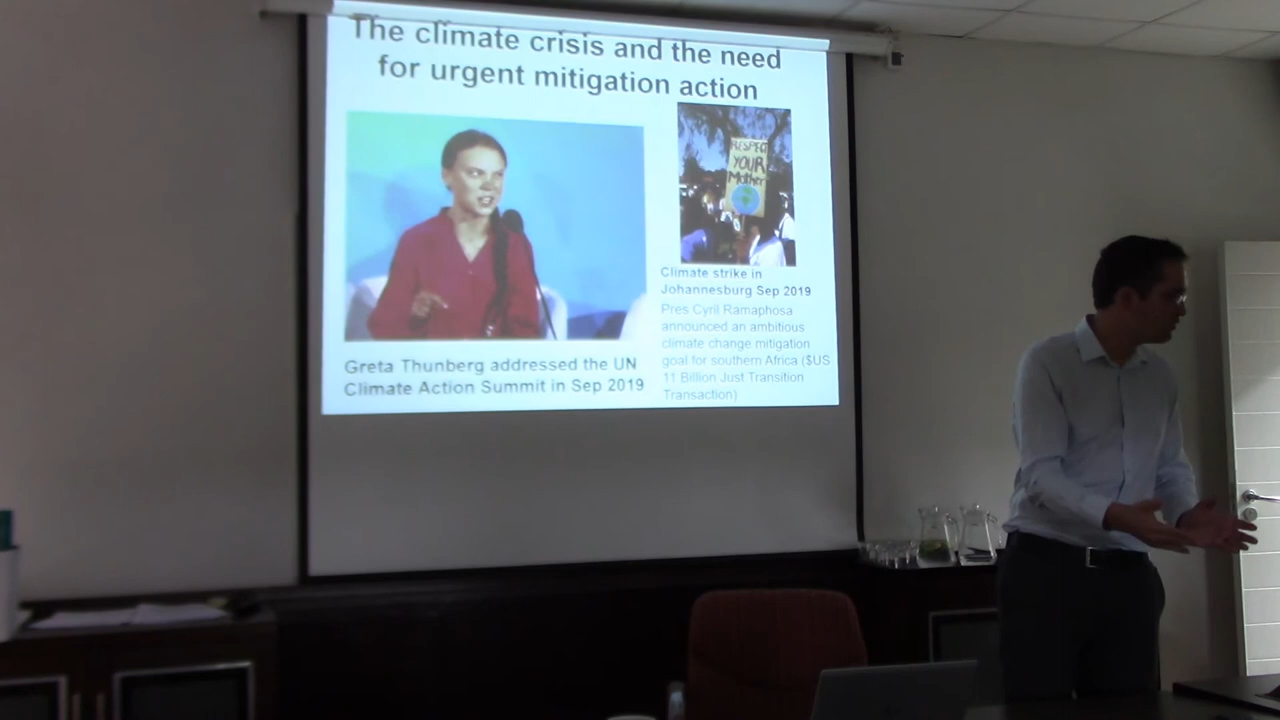 The climate crisis and the need
for urgent mitigation action
RESPECT
YOUR
Mother
Climate strike in
Johannesburg Sep 2019
Pres Cyril Ramaphosa
announced an ambitious
climate change mitigation
goal for southern Africa ($US
11 Billion Just Transition
Transaction)
Greta Thunberg addressed the UN
Climate Action Summit in Sep 2019